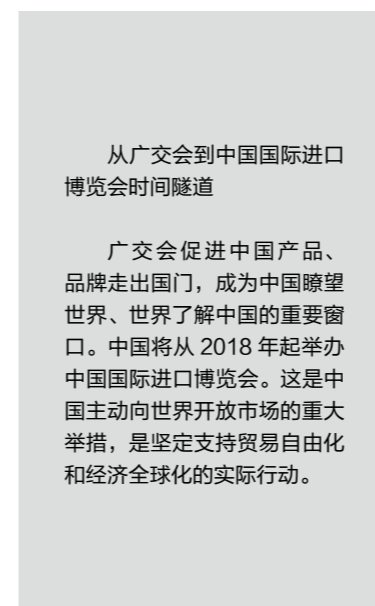 从广交会到中国国际进口
博览会时间隧道
广交会促进中国产品、
品牌走出国门，成为中国瞭望
世界、世界了解中国的重要窗
口。中国将从 2018 年起举办
中国国际进口博览会。这是中
国主动向世界开放市场的重大
举措，是坚定支持贸易自由化
和经济全球化的实际行动。